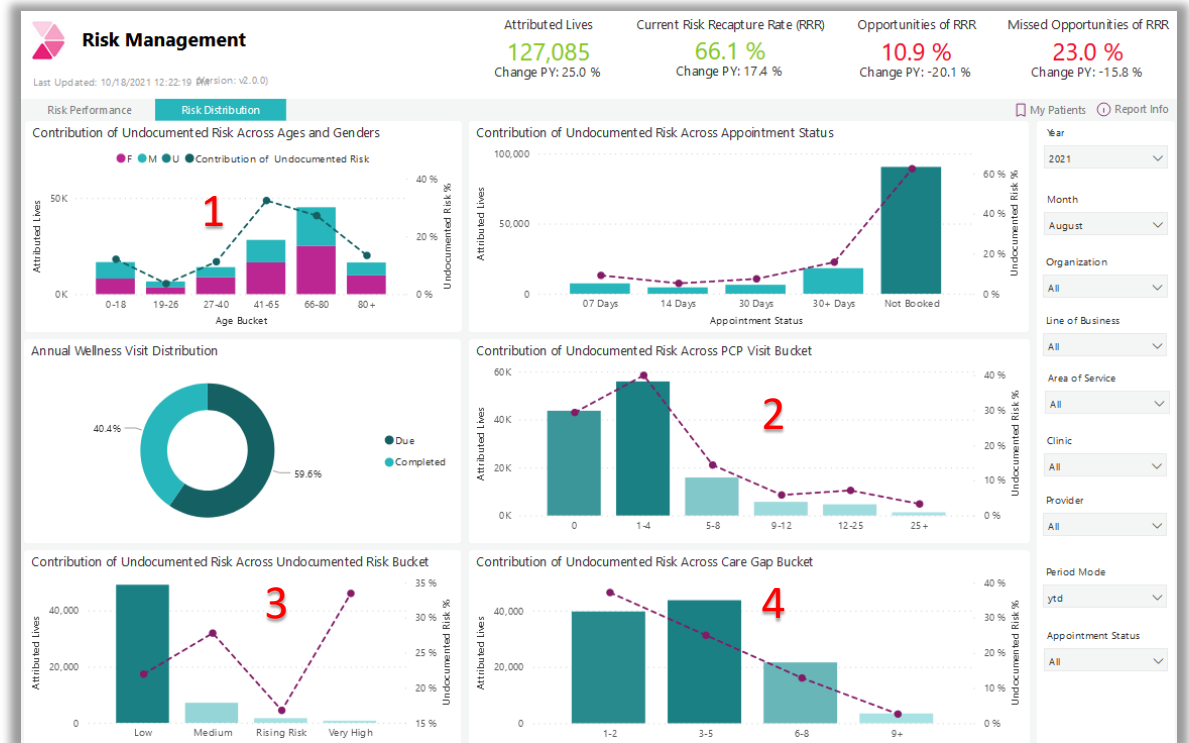 Risk Management
Last Updated: 10/18/2021 12:22:19 (Version: v2.0.0)
Attributed Lives
127,085
Change PY: 25.0 %
Current Risk Recapture Rate (RRR)
66.1 %
Change PY: 17.4 %
Opportunities of RRR
10.9 %
Change PY: -20.1 %
Missed Opportunities of RRR
23.0 %
Change PY: -15.8 %
Risk Performance
Risk Distribution
My Patients
Report Info
Contribution of Undocumented Risk Across Ages and Genders
F M U Contribution of Undocumented Risk
1
Attributed Lives
50K
0K
40 %
20 %
0 %
Undocumented Risk %
0-18 19-26 27-40 41-65 66-80 80+
Age Bucket
Contribution of Undocumented Risk Across Appointment Status
Attributed Lives
100,000
50,000
0
60 %
40 %
20 %
0 %
Undocumented Risk %
07 Days 14 Days 30 Days 30+ Days Not Booked
Appointment Status
Annual Wellness Visit Distribution
40.4%
59.6%
Due
Completed
Contribution of Undocumented Risk Across PCP Visit Bucket
2
Attributed Lives
60K
40K
20K
0K
40 %
30 %
20 %
10 %
0 %
Undocumented Risk %
0 1-4 5-8 9-12 12-25 25+
Contribution of Undocumented Risk Across Undocumented Risk Bucket
3
Attributed Lives
40,000
20,000
0
35 %
30 %
25 %
20 %
15 %
Undocumented Risk %
Low Medium Rising Risk Very High
Contribution of Undocumented Risk Across Care Gap Bucket
4
Attributed Lives
40,000
20,000
0
40 %
30 %
20 %
10 %
0 %
Undocumented Risk %
1-2 3-5 6-8 9+
Year
2021
Month
August
Organization
All
Line of Business
All
Area of Service
All
Clinic
All
Provider
All
Period Mode
ytd
Appointment Status
All